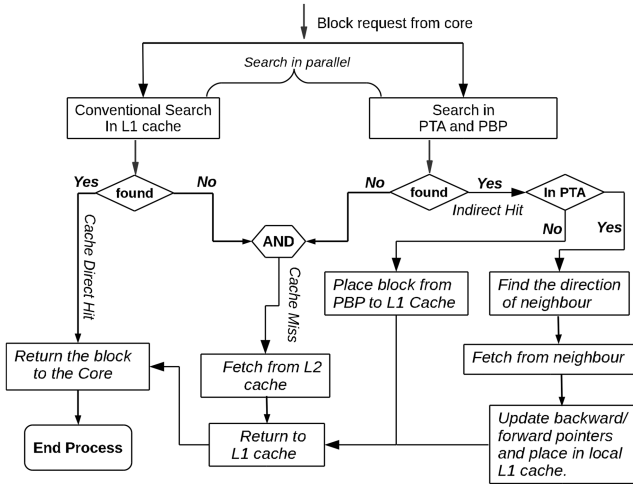 Block request from core
Search in parallel
Conventional Search
In L1 cache
Search in
PTA and PBP
Yes
found
No
No
found
Yes
In PTA
Indirect Hit
No
Yes
AND
Cache Direct Hit
Cache Miss
Place block from
PBP to L1 Cache
Find the direction
of neighbour
Return the block
to the Core
Fetch from L2
cache
Fetch from neighbour
End Process
Return to
L1 cache
Update backward/
forward pointers
and place in local
L1 cache.